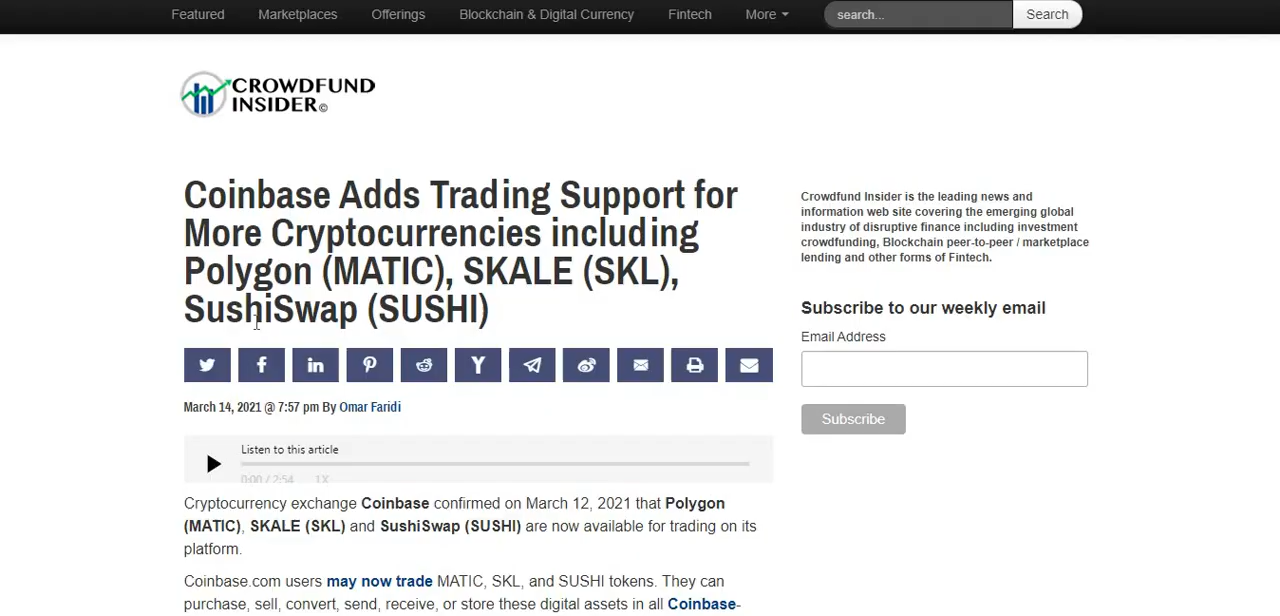 Featured Marketplaces Offerings Blockchain & Digital Currency Fintech More search... Search
CROWDFUND
INSIDER©
Coinbase Adds Trading Support for
More Cryptocurrencies including
Polygon (MATIC), SKALE (SKL),
SushiSwap (SUSHI)
March 14, 2021 @ 7:57 pm By Omar Faridi
Listen to this article
0:00 / 2:54 1X
Cryptocurrency exchange Coinbase confirmed on March 12, 2021 that Polygon
(MATIC), SKALE (SKL) and SushiSwap (SUSHI) are now available for trading on its
platform.
Coinbase.com users may now trade MATIC, SKL, and SUSHI tokens. They can
purchase, sell, convert, send, receive, or store these digital assets in all Coinbase-
Crowdfund Insider is the leading news and
information web site covering the emerging global
industry of disruptive finance including investment
crowdfunding, Blockchain peer-to-peer / marketplace
lending and other forms of Fintech.
Subscribe to our weekly email
Email Address
Subscribe